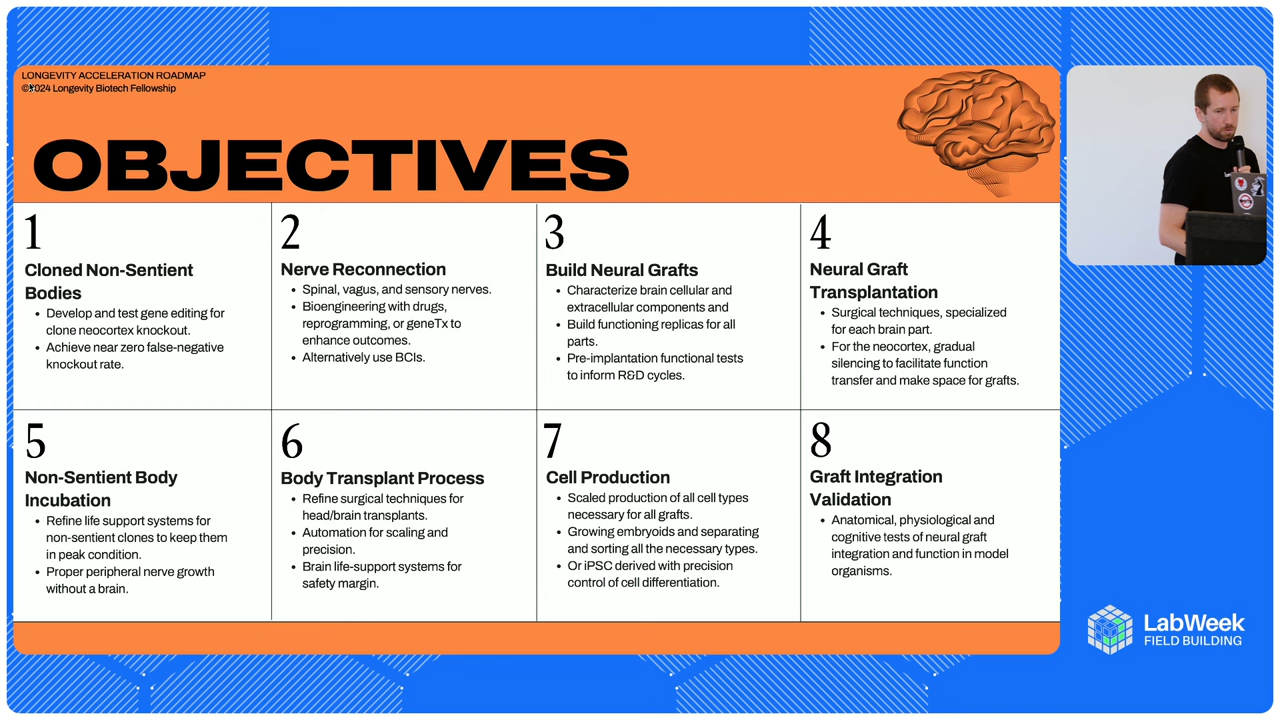 LONGEVITY ACCELERATION ROADMAP
©2024 Longevity Biotech Fellowship
OBJECTIVES
1
Cloned Non-Sentient
Bodies
• Develop and test gene editing for
clone neocortex knockout.
• Achieve near zero false-negative
knockout rate.
2
Nerve Reconnection
• Spinal, vagus, and sensory nerves.
• Bioengineering with drugs,
reprogramming, or geneTx to
enhance outcomes.
• Alternatively use BCIs.
3
Build Neural Grafts
• Characterize brain cellular and
extracellular components and
• Build functioning replicas for all
parts.
• Pre-implantation functional tests
to inform R&D cycles.
4
Neural Graft
Transplantation
• Surgical techniques, specialized
for each brain part.
• For the neocortex, gradual
silencing to facilitate function
transfer and make space for grafts.
5
Non-Sentient Body
Incubation
• Refine life support systems for
non-sentient clones to keep them
in peak condition.
• Proper peripheral nerve growth
without a brain.
6
Body Transplant Process
• Refine surgical techniques for
head/brain transplants.
• Automation for scaling and
precision.
• Brain life-support systems for
safety margin.
7
Cell Production
• Scaled production of all cell types
necessary for all grafts.
• Growing embryoids and separating
and sorting all the necessary types.
• Or iPSC derived with precision
control of cell differentiation.
8
Graft Integration
Validation
• Anatomical, physiological and
cognitive tests of neural graft
integration and function in model
organisms.
LabWeek
FIELD BUILDING